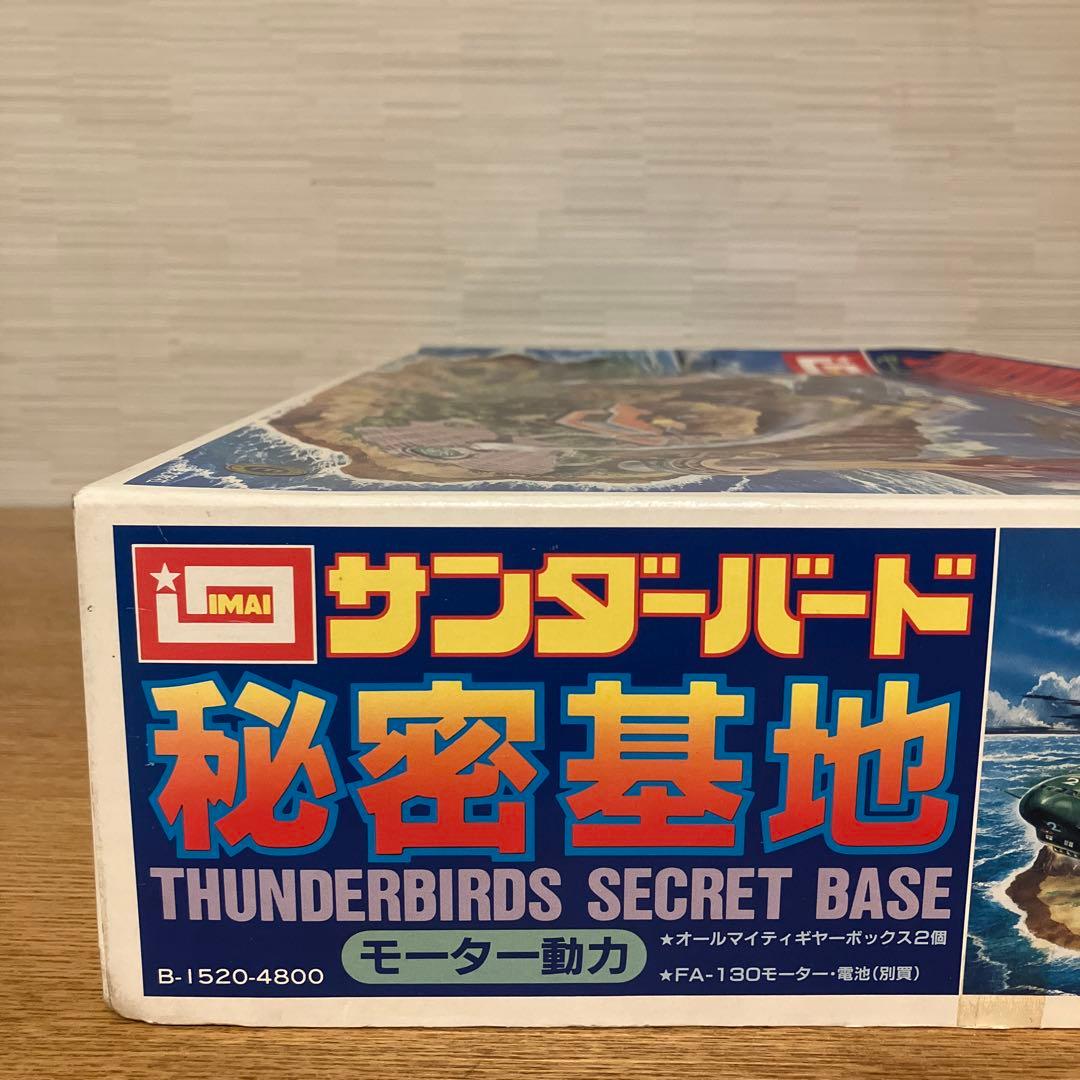 IMAI
サンダーバード
秘密基地
THUNDERBIRDS SECRET BASE
モーター動力
★オールマイティギヤーボックス2個
B-1520-4800
★FA-130モーター・電池(別買)
2